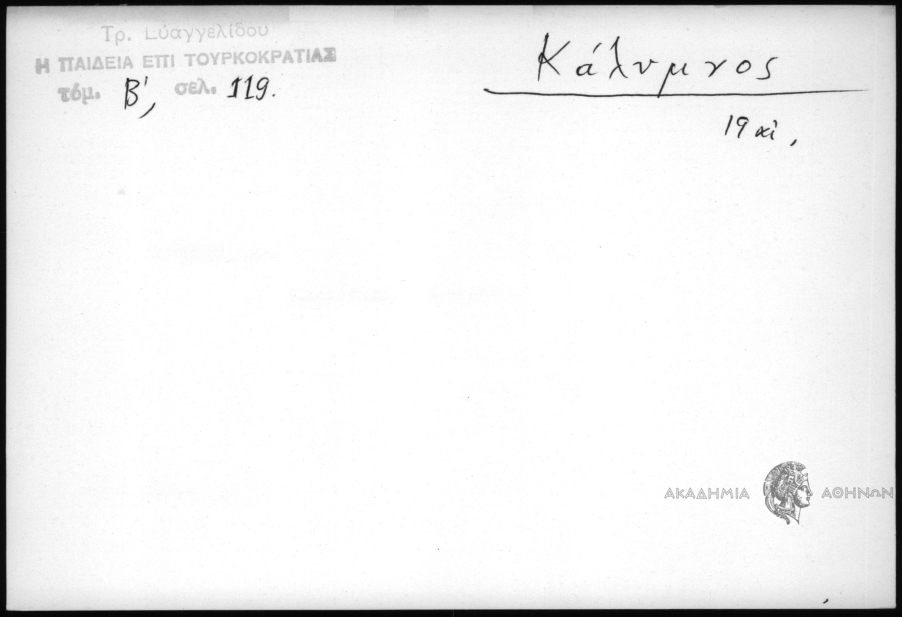 Τρ. Εὐαγγελίδου
Η ΠΑΙΔΕΙΑ ΕΠΙ ΤΟΥΡΚΟΚΡΑΤΙΑΣ
τόμ. Β', σελ. 119.
Κάλυμνος
19 αἰ.
ΑΚΑΔΗΜΙΑ ΑΘΗΝΩΝ